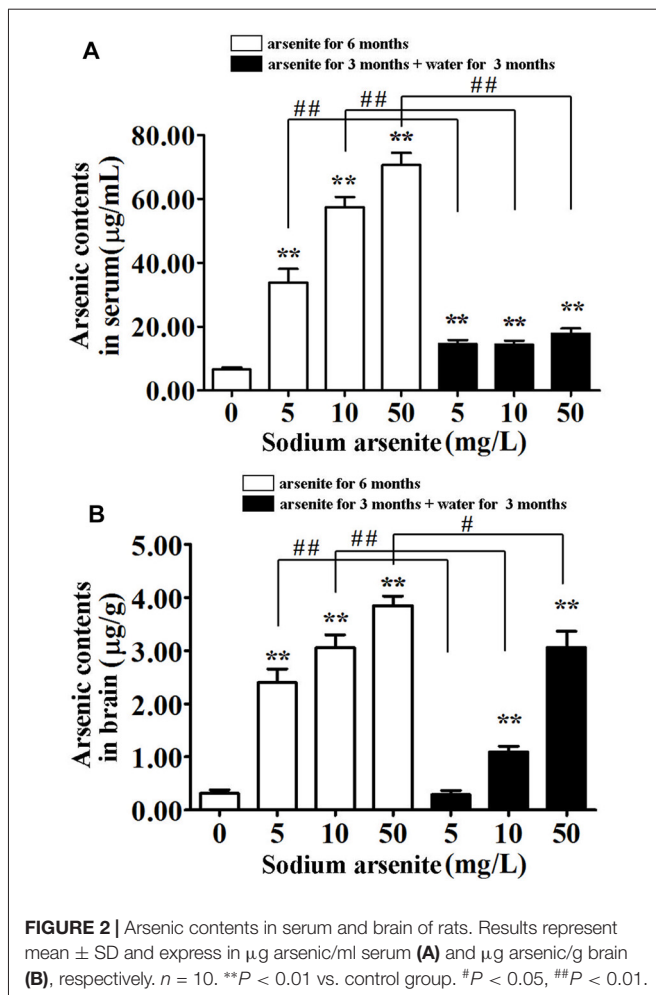 A
arsenite for 6 months
arsenite for 3 months + water for 3 months
##
##
##
Arsenic contents
in serum(μg/mL)
80.00
60.00
40.00
20.00
0.00
**
**
**
**
**
**
0 5 10 50 5 10 50
Sodium arsenite (mg/L)
B
arsenite for 6 months
arsenite for 3 months + water for 3 months
##
##
#
Arsenic contents
in brain (μg/g)
5.00
4.00
3.00
2.00
1.00
0.00
**
**
**
**
**
0 5 10 50 5 10 50
Sodium arsenite (mg/L)
FIGURE 2 | Arsenic contents in serum and brain of rats. Results represent
mean ± SD and express in μg arsenic/ml serum (A) and μg arsenic/g brain
(B), respectively. n = 10. **P < 0.01 vs. control group. #P < 0.05, ##P < 0.01.